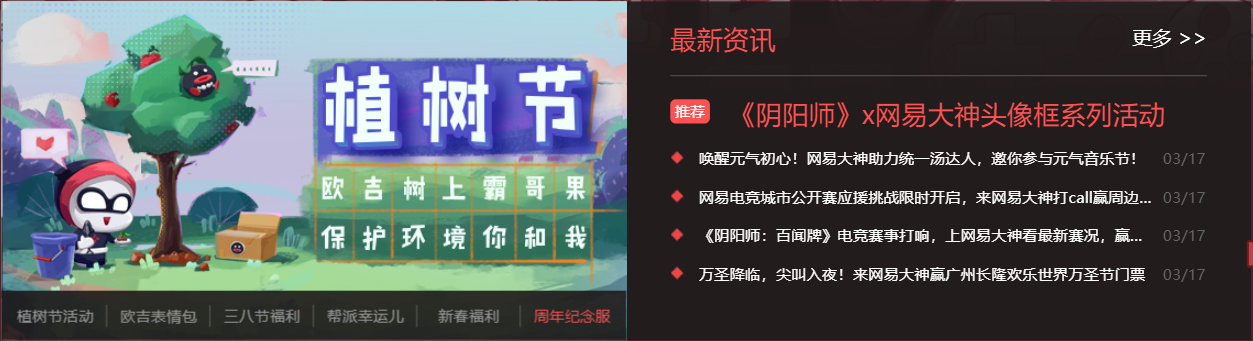 植树节
欧吉树上霸哥果
保护环境你和我
植树节活动
欧吉表情包
三八节福利
帮派幸运儿
新春福利
周年纪念服
最新资讯
更多 >>
推荐
《阴阳师》x网易大神头像框系列活动
唤醒元气初心！网易大神助力统一汤达人，邀你参与元气音乐节！ 03/17
网易电竞城市公开赛应援挑战限时开启，来网易大神打call赢周边... 03/17
《阴阳师：百闻牌》电竞赛事打响，上网易大神看最新赛况，赢... 03/17
万圣降临，尖叫入夜！来网易大神赢广州长隆欢乐世界万圣节门票 03/17